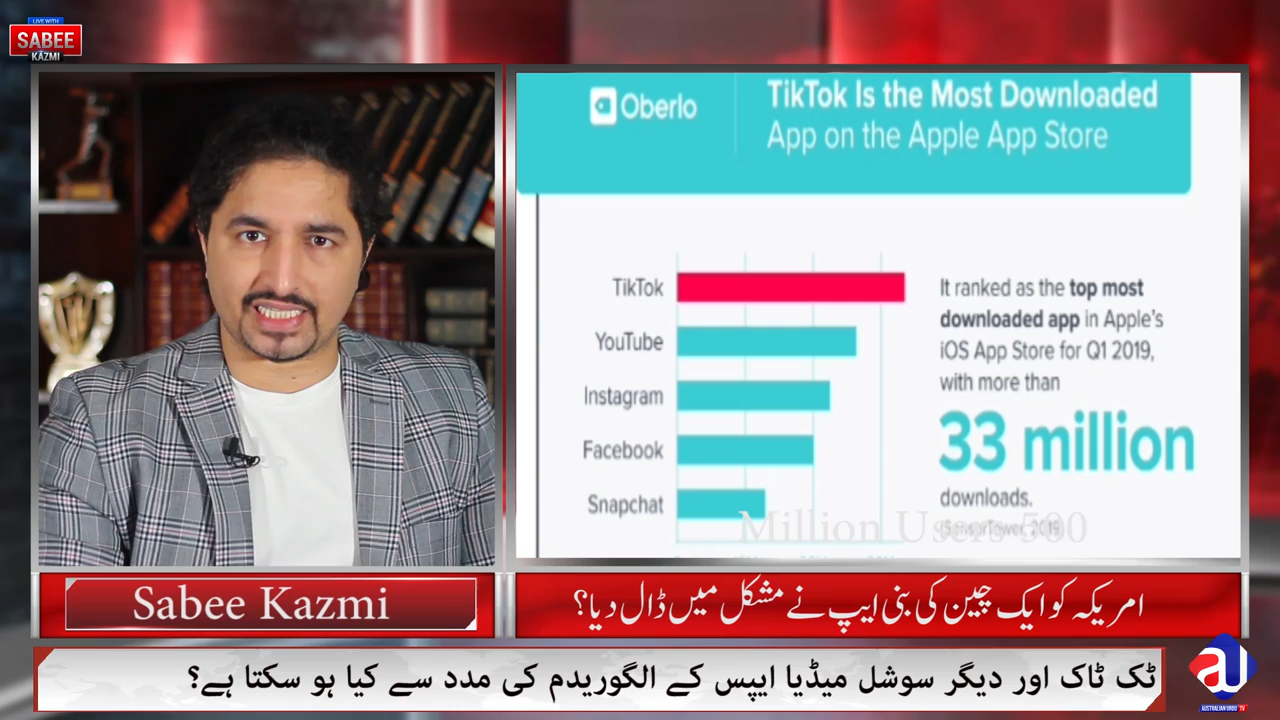 LIVE WITH
SABEE
KAZMI
Oberlo
TikTok Is the Most Downloaded
App on the Apple App Store
TikTok
YouTube
Instagram
Facebook
Snapchat
It ranked as the top most
downloaded app in Apple's
iOS App Store for Q1 2019,
with more than
33 million
downloads.
(SensorTower, 2019)
Million Users 500
Sabee Kazmi
امریکہ کو ایک چین کی بنی ایپ نے مشکل میں ڈال دیا؟
ٹک ٹاک اور دیگر سوشل میڈیا ایپس کے الگوریدم کی مدد سے کیا ہو سکتا ہے؟
AUSTRALIAN URDU TV